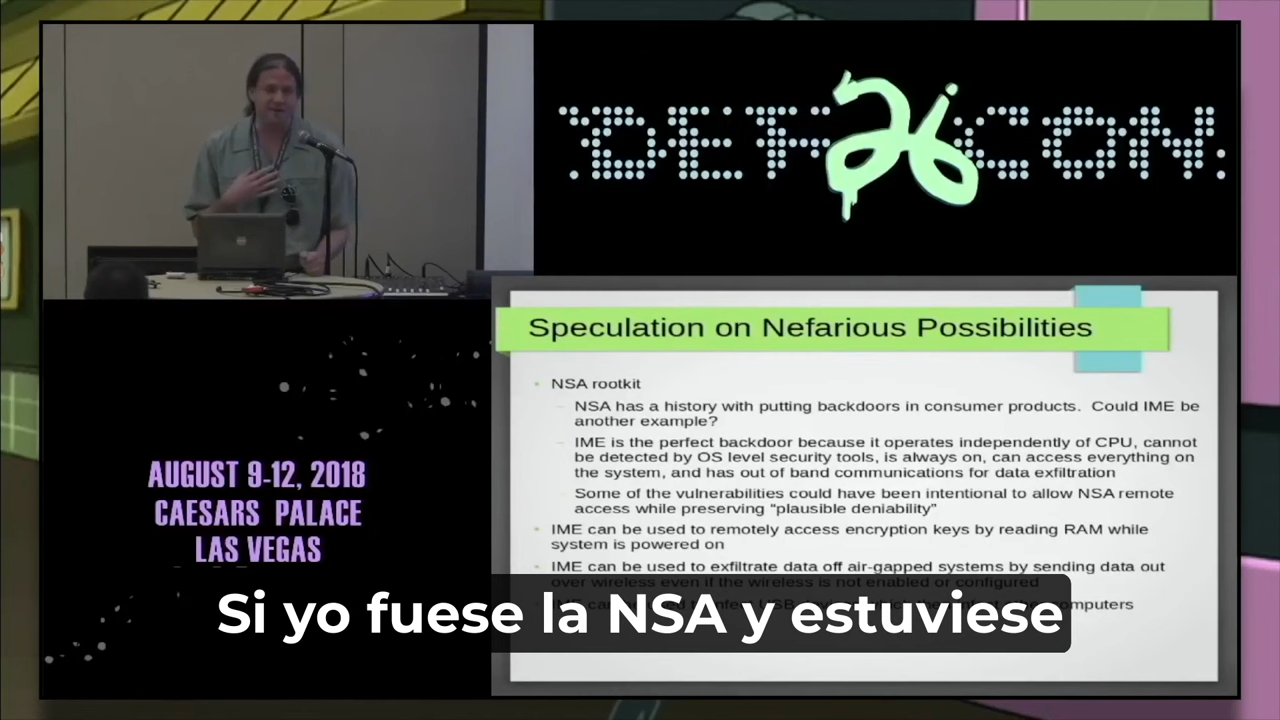 DEF CON
26
AUGUST 9-12, 2018
CAESARS PALACE
LAS VEGAS
Speculation on Nefarious Possibilities
NSA rootkit
NSA has a history with putting backdoors in consumer products. Could IME be
another example?
IME is the perfect backdoor because it operates independently of CPU, cannot
be detected by OS level security tools, is always on, can access everything on
the system, and has out of band communications for data exfiltration
Some of the vulnerabilities could have been intentional to allow NSA remote
access while preserving “plausible deniability”
IME can be used to remotely access encryption keys by reading RAM while
system is powered on
IME can be used to exfiltrate data off air-gapped systems by sending data out
over wireless even if the wireless is not enabled or configured
computers
Si yo fuese la NSA y estuviese